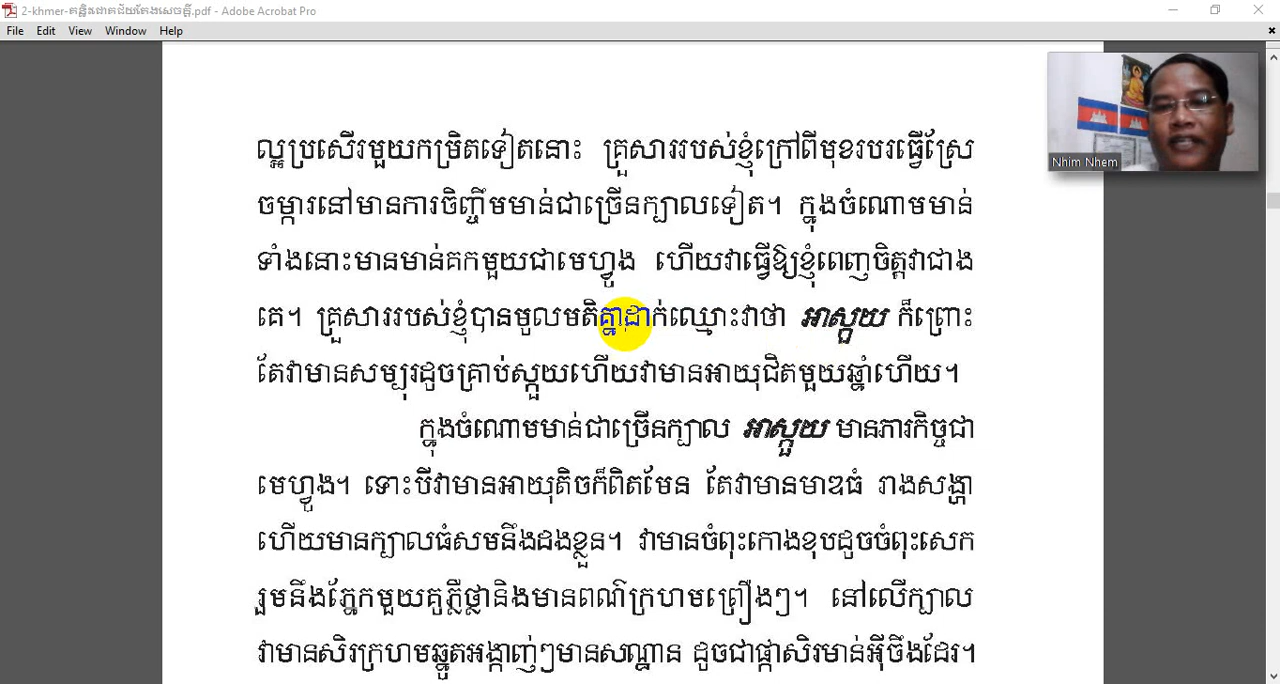 2-khmer-គន្លឹះជោគជ័យតែងសេចក្តី.pdf - Adobe Acrobat Pro
File Edit View Window Help
Nhim Nhem
ល្អប្រសើរមួយកម្រិតទៀតនោះ គ្រួសាររបស់ខ្ញុំក្រៅពីមុខរបរធ្វើស្រែ
ចម្ការនៅមានការចិញ្ចឹមមាន់ជាច្រើនក្បាលទៀត។ ក្នុងចំណោមមាន់
ទាំងនោះមានមាន់គកមួយជាមេហ្វូង ហើយវាធ្វើឱ្យខ្ញុំពេញចិត្តវាជាង
គេ។ គ្រួសាររបស់ខ្ញុំបានមូលមតិគ្នាដាក់ឈ្មោះវាថា អាស្កួយ ក៏ព្រោះ
តែវាមានសម្បុរដូចគ្រាប់ស្កួយហើយវាមានអាយុជិតមួយឆ្នាំហើយ។
ក្នុងចំណោមមាន់ជាច្រើនក្បាល អាស្កួយ មានភារកិច្ចជា
មេហ្វូង។ ទោះបីវាមានអាយុតិចក៏ពិតមែន តែវាមានមាឌធំ រាងសង្ហា
ហើយមានក្បាលធំសមនឹងដងខ្លួន។ វាមានចំពុះកោងខុបដូចចំពុះសេក
រួមនឹងភ្នែកមួយគូភ្លឺថ្លានិងមានពណ៌ក្រហមព្រឿងៗ។ នៅលើក្បាល
វាមានសិរក្រហមឆ្នូតអង្កាញ់ៗមានសណ្ឋាន ដូចជាផ្កាសិរមាន់អ៊ីចឹងដែរ។